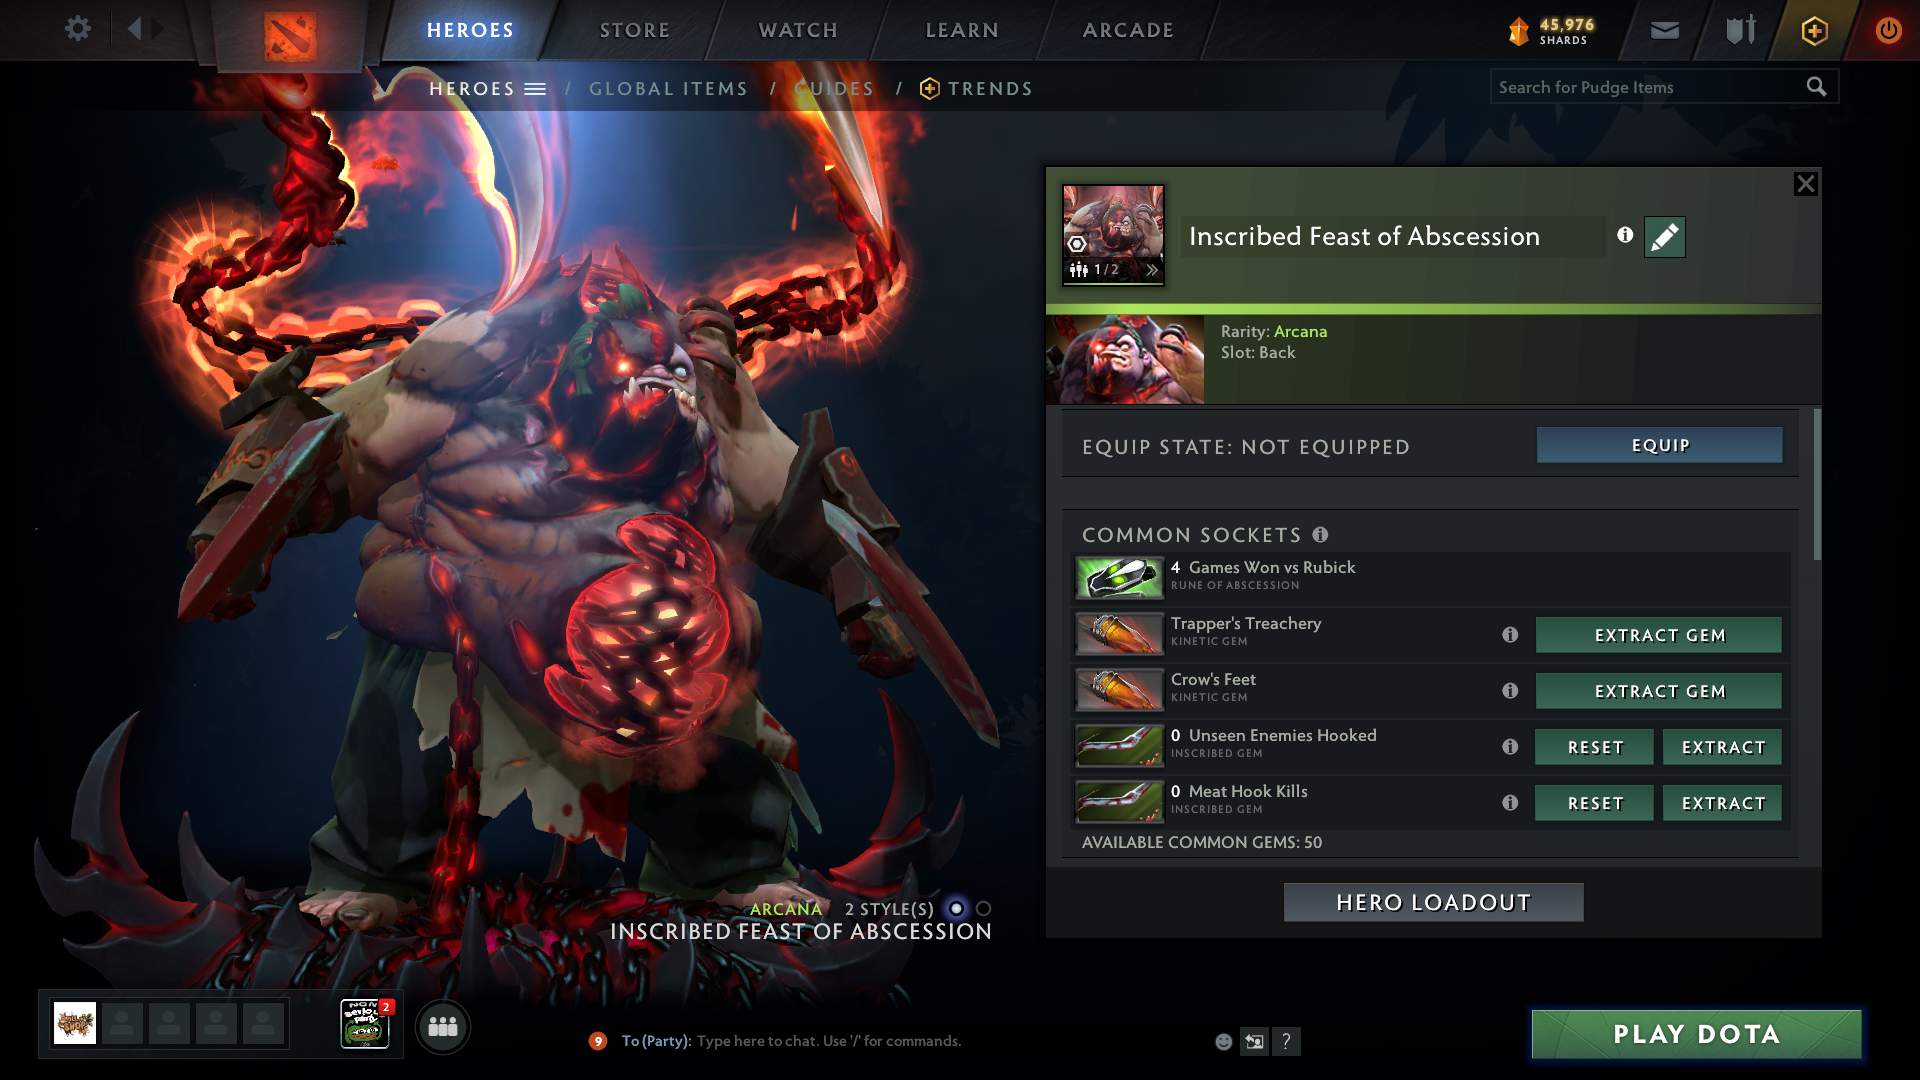 HEROES
STORE
WATCH
LEARN
ARCADE
45,976
SHARDS
HEROES / GLOBAL ITEMS / GUIDES / TRENDS
Search for Pudge Items
1/2
Inscribed Feast of Abscession
Rarity: Arcana
Slot: Back
EQUIP STATE: NOT EQUIPPED
EQUIP
COMMON SOCKETS
4 Games Won vs Rubick
RUNE OF ABSCESSION
Trapper's Treachery
KINETIC GEM
EXTRACT GEM
Crow's Feet
KINETIC GEM
EXTRACT GEM
0 Unseen Enemies Hooked
INSCRIBED GEM
RESET
EXTRACT
0 Meat Hook Kills
INSCRIBED GEM
RESET
EXTRACT
AVAILABLE COMMON GEMS: 50
HERO LOADOUT
ARCANA 2 STYLE(S)
INSCRIBED FEAST OF ABSCESSION
2
9
To (Party): Type here to chat. Use '/' for commands.
?
PLAY DOTA